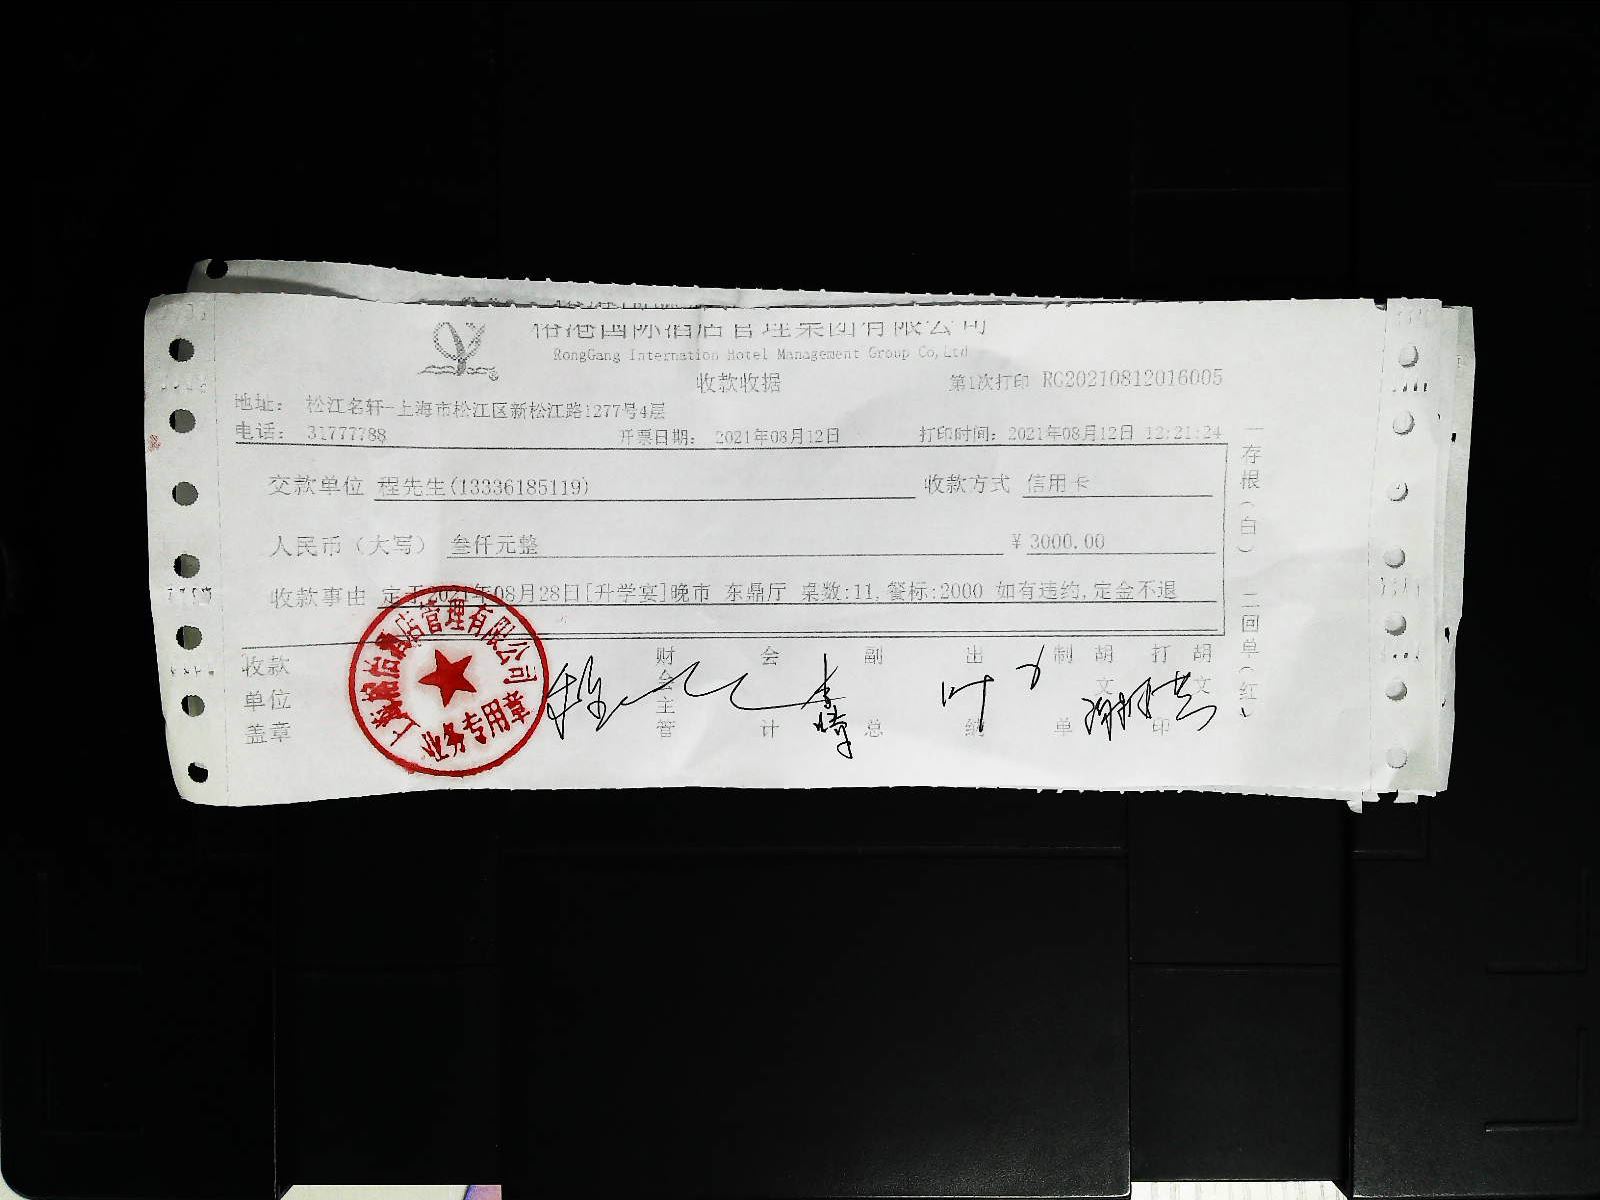 榕港国际酒店管理集团有限公司
RongGang Internation Hotel Management Group Co,Ltd
收款收据
第1次打印 RG20210812016005
地址： 松江名轩-上海市松江区新松江路1277号4层
电话： 31777788
开票日期： 2021年08月12日
打印时间：2021年08月12日 12:21:24
交款单位 程先生(13336185119)
收款方式 信用卡
人民币（大写） 叁仟元整
¥ 3000.00
收款事由 定于2021年08月28日[升学宴]晚市 东鼎厅 桌数:11,餐标:2000 如有违约,定金不退
一存根(白) 二回单(红)
收款单位盖章
财会主管
会计
副总
出纳
制单
胡文
打印
胡文
酒店管理有限公司
业务专用章